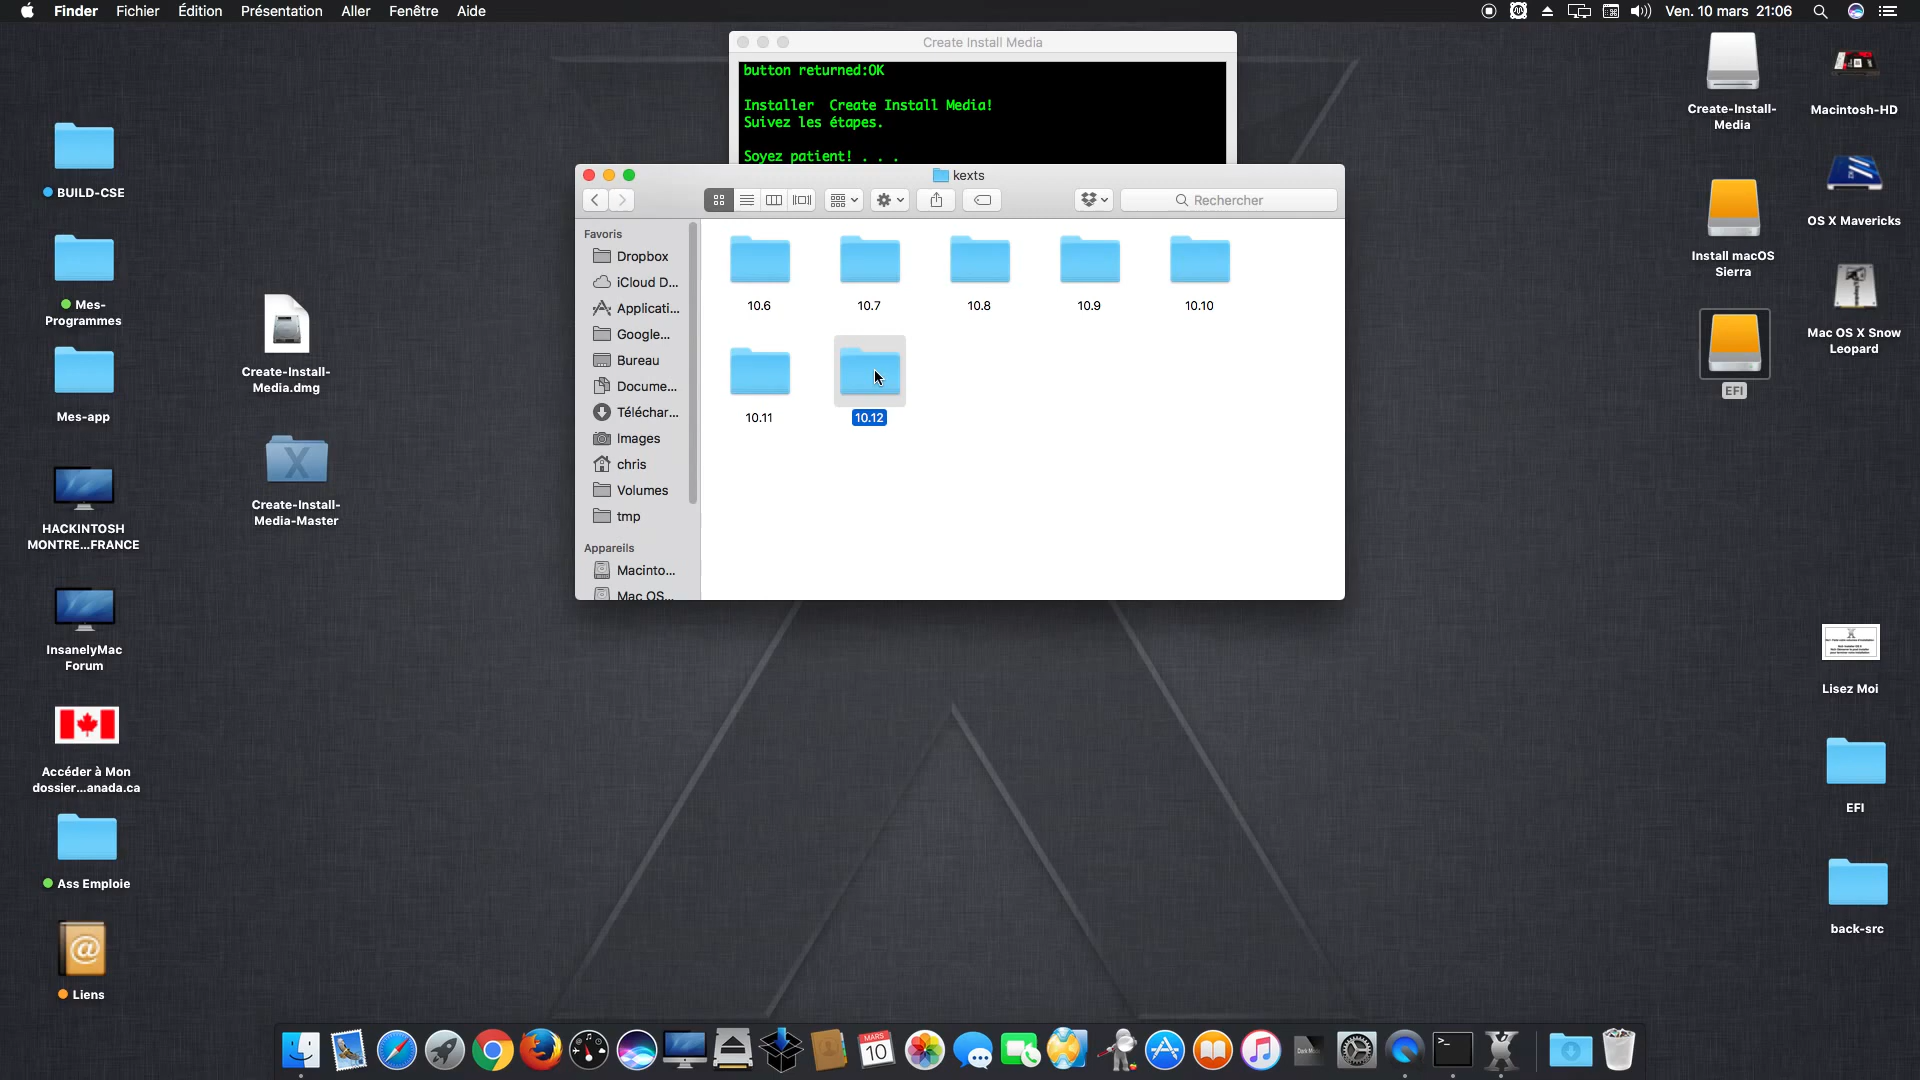 Finder Fichier Édition Présentation Aller Fenêtre Aide Ven. 10 mars 21:06
Create Install Media
button returned:OK
Installer Create Install Media!
Suivez les étapes.
Soyez patient! . . .
kexts
Rechercher
Favoris
Dropbox
iCloud D...
Applicati...
Google...
Bureau
Docume...
Téléchar...
Images
chris
Volumes
tmp
Appareils
Macinto...
Mac OS...
10.6
10.7
10.8
10.9
10.10
10.11
10.12
BUILD-CSE
Mes-
Programmes
Mes-app
HACKINTOSH
MONTRE...FRANCE
InsanelyMac
Forum
Accéder à Mon
dossier...anada.ca
Ass Emploie
@
Liens
Create-Install-
Media.dmg
X
Create-Install-
Media-Master
Create-Install-
Media
Install macOS
Sierra
EFI
Macintosh-HD
OS X Mavericks
Mac OS X Snow
Leopard
Lisez Moi
EFI
back-src
MARS
10
>_
X